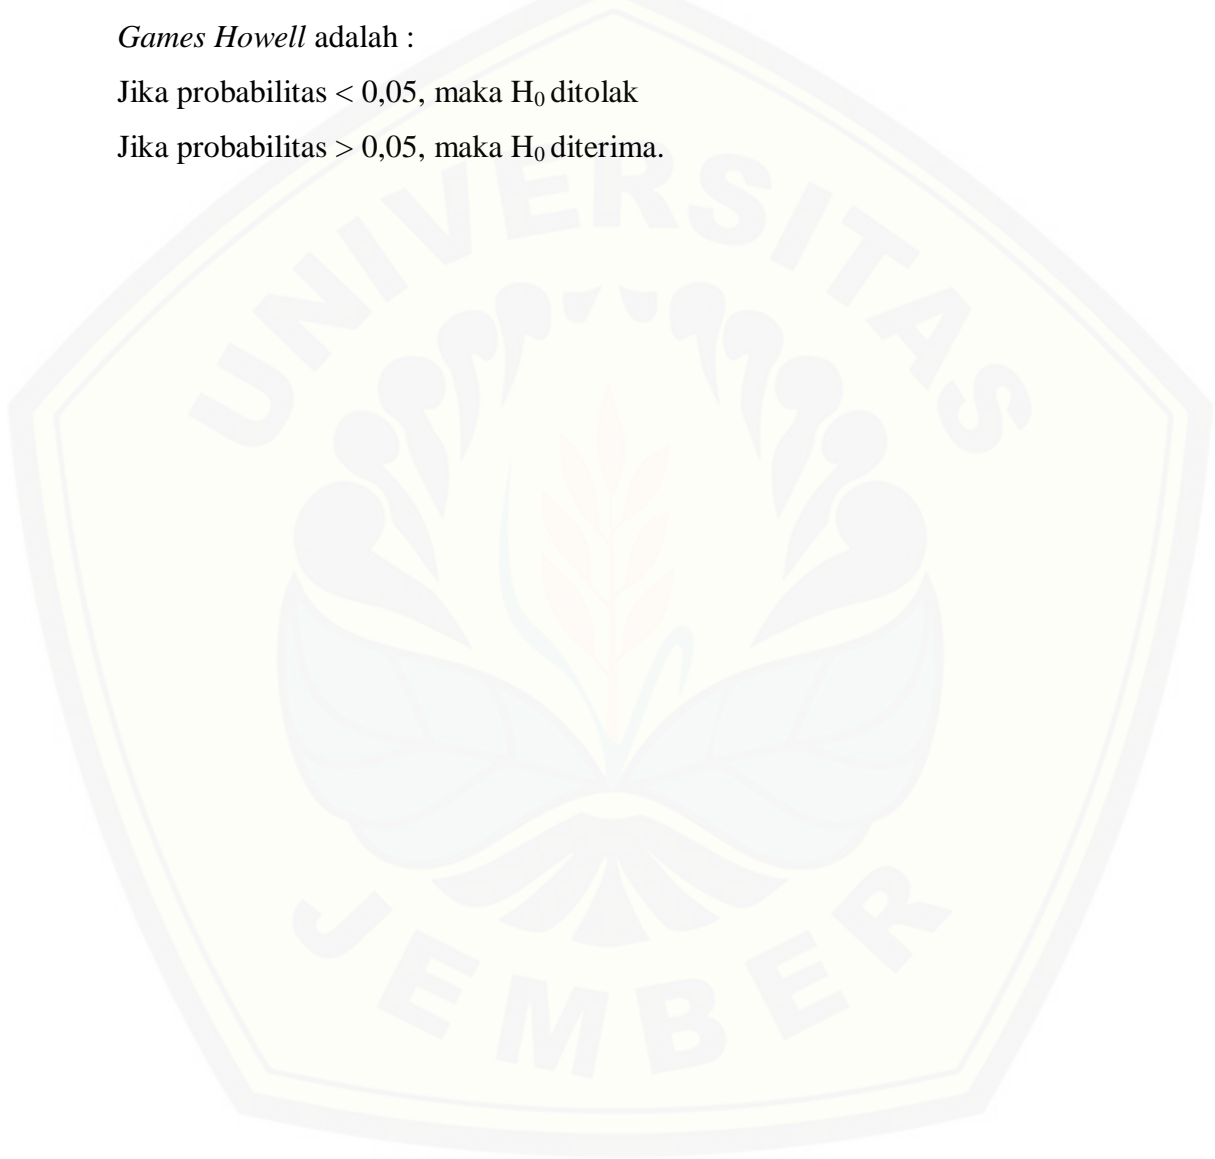 Games Howell adalah :
Jika probabilitas < 0,05, maka H0 ditolak
Jika probabilitas > 0,05, maka H0 diterima.
UNIVERSITAS
JEMBER